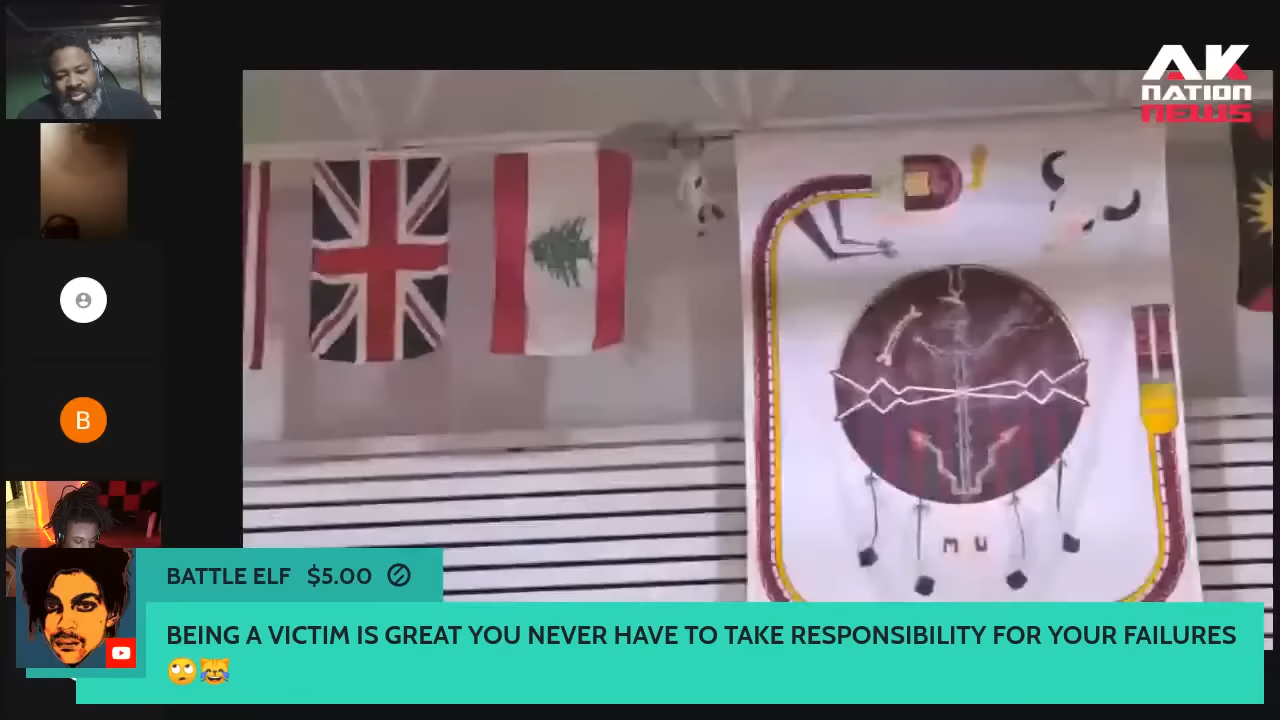 AK
NATION
NEWS
B
MU
BATTLE ELF $5.00
BEING A VICTIM IS GREAT YOU NEVER HAVE TO TAKE RESPONSIBILITY FOR YOUR FAILURES
🙄😹